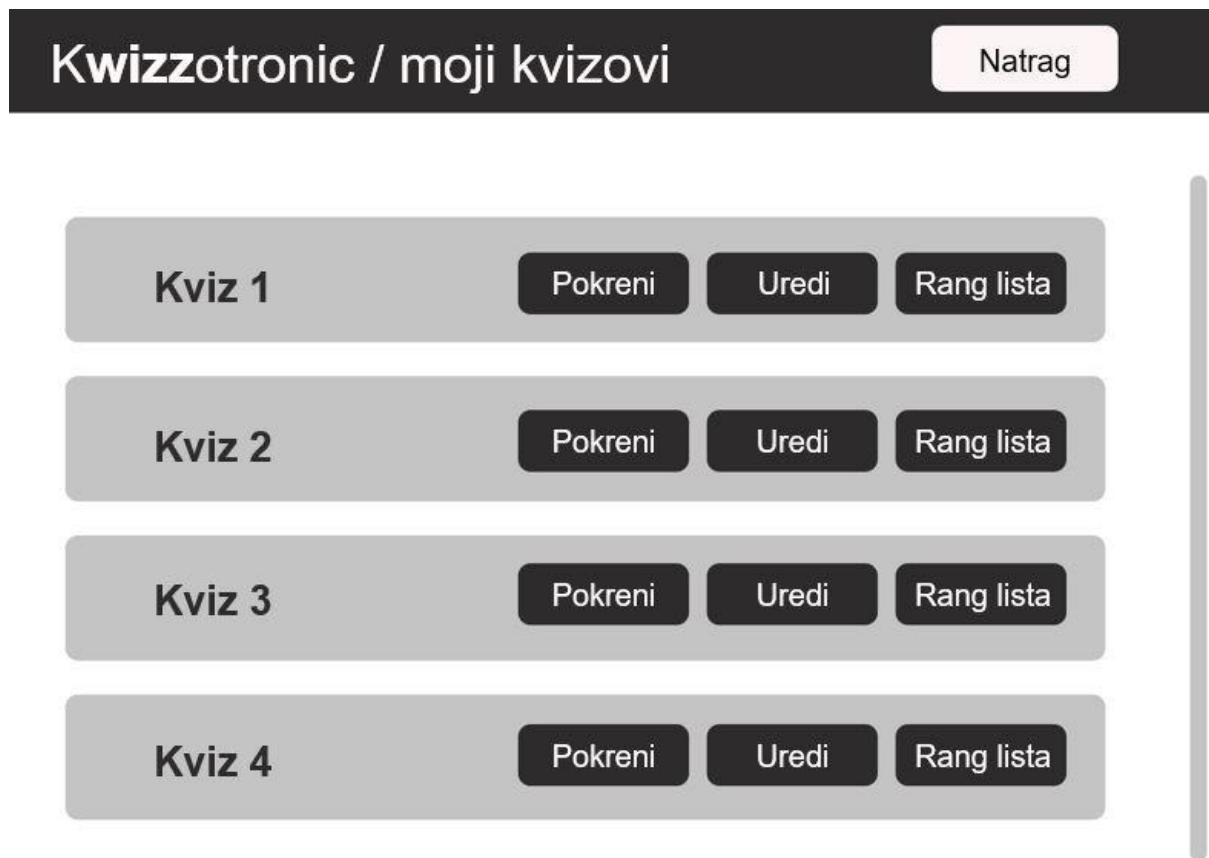 Kwizzotronic / moji kvizovi Natrag
Kviz 1 Pokreni Uredi Rang lista
Kviz 2 Pokreni Uredi Rang lista
Kviz 3 Pokreni Uredi Rang lista
Kviz 4 Pokreni Uredi Rang lista